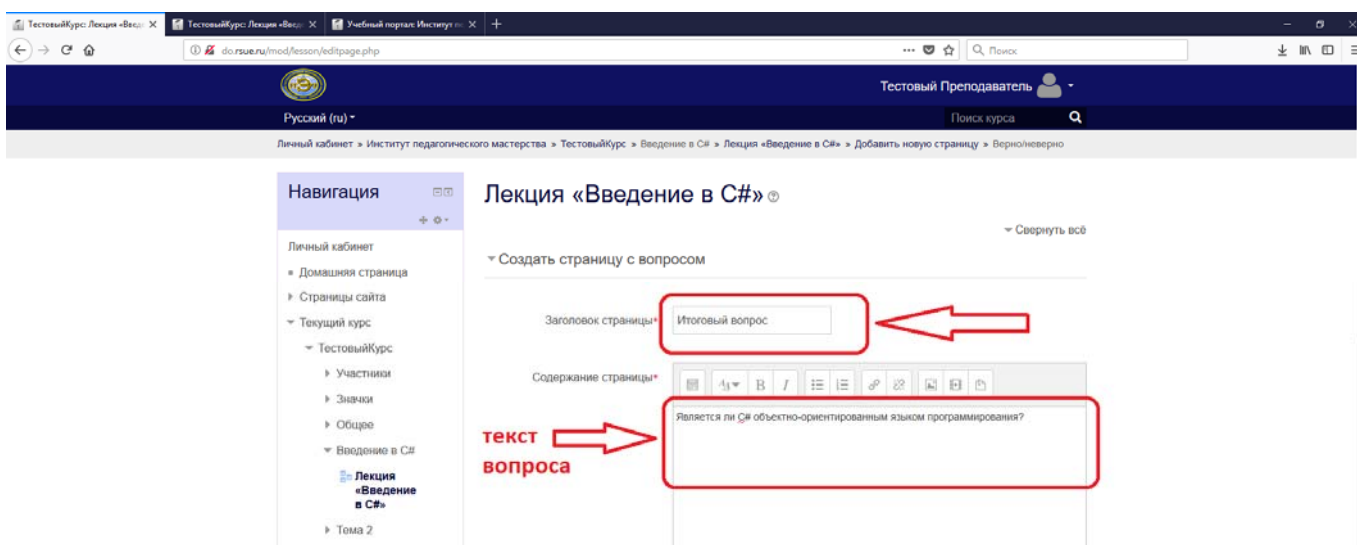 ТестовыйКурс: Лекция «Введ
ТестовыйКурс: Лекция «Введ
Учебный портал: Институт п
do.rsue.ru/mod/lesson/editpage.php
Поиск
Тестовый Преподаватель
Русский (ru)
Поиск курса
Личный кабинет » Институт педагогического мастерства » ТестовыйКурс » Введение в C# » Лекция «Введение в C#» » Добавить новую страницу » Верно/неверно
Навигация
Личный кабинет
Домашняя страница
Страницы сайта
Текущий курс
ТестовыйКурс
Участники
Значки
Общее
Введение в C#
Лекция
«Введение
в C#»
Тема 2
Лекция «Введение в C#»
Свернуть всё
Создать страницу с вопросом
Заголовок страницы*
Итоговый вопрос
Содержание страницы*
Является ли C# объектно-ориентированным языком программирования?
текст
вопроса